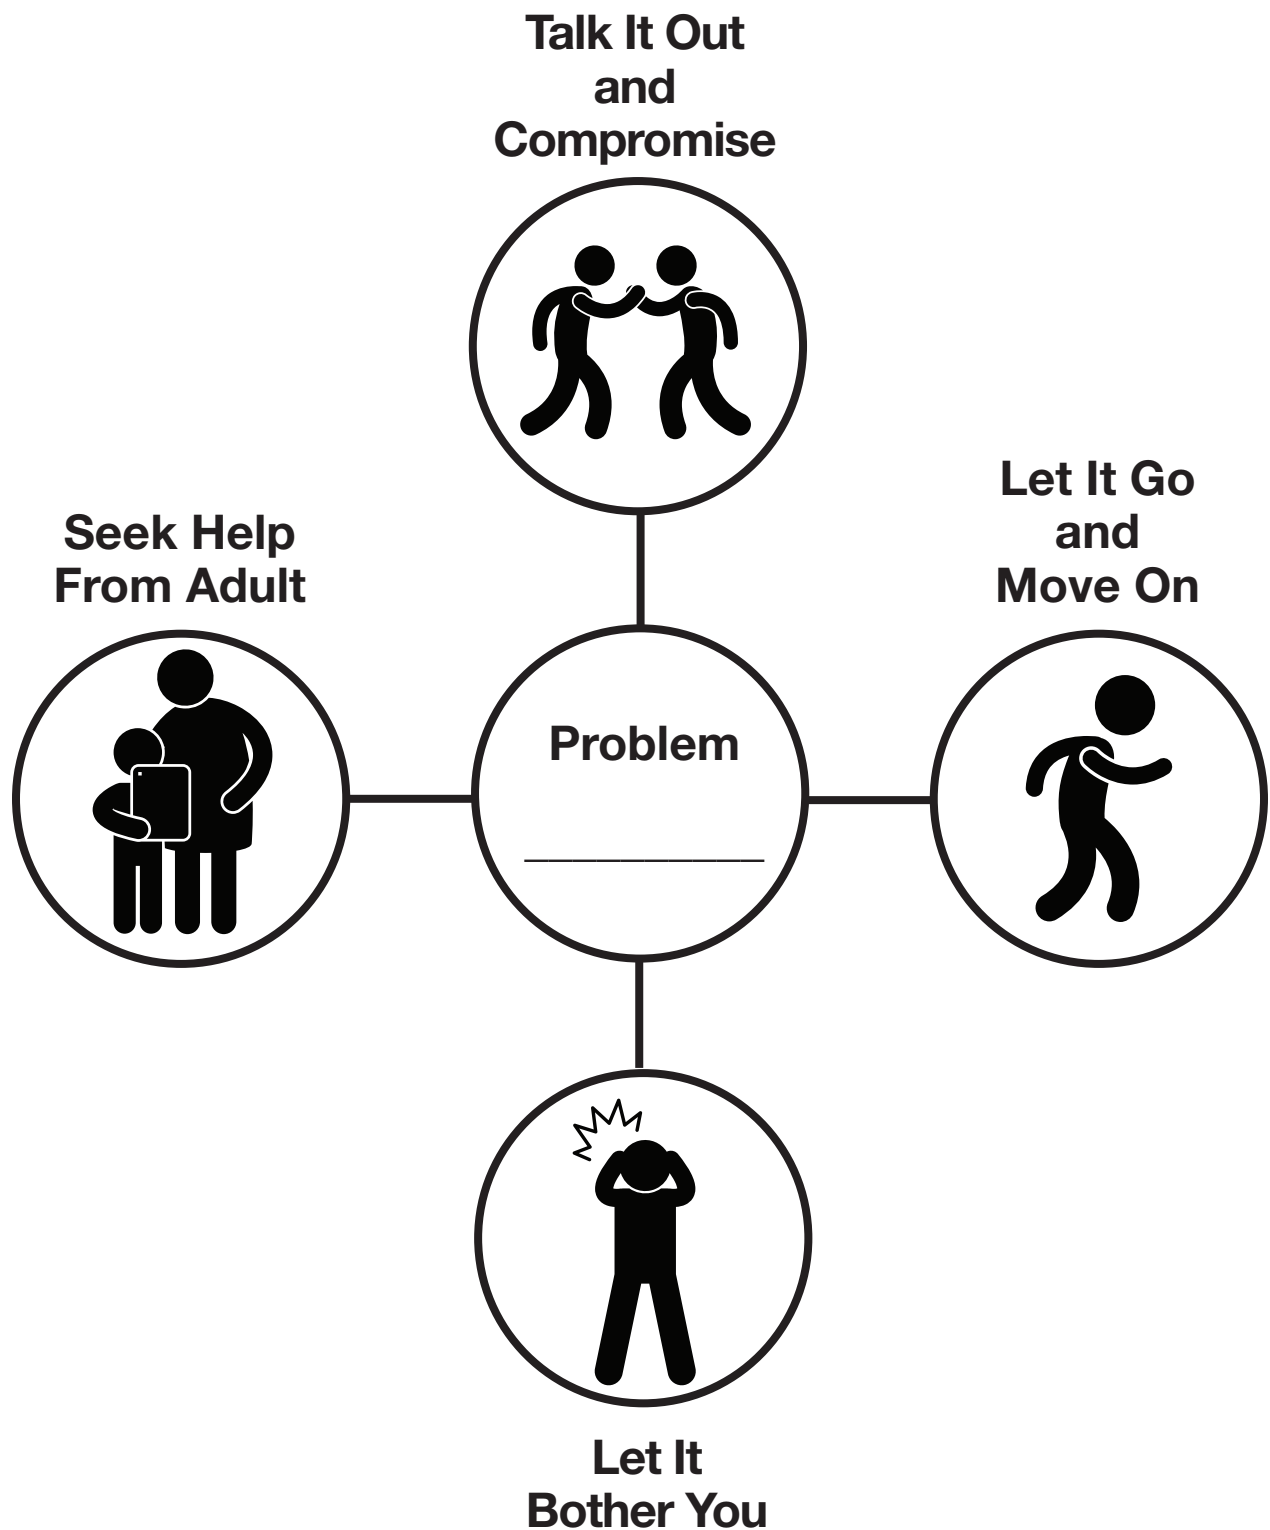 Talk It Out
and
Compromise
Seek Help
From Adult
Let It Go
and
Move On
Problem
__________
Let It
Bother You